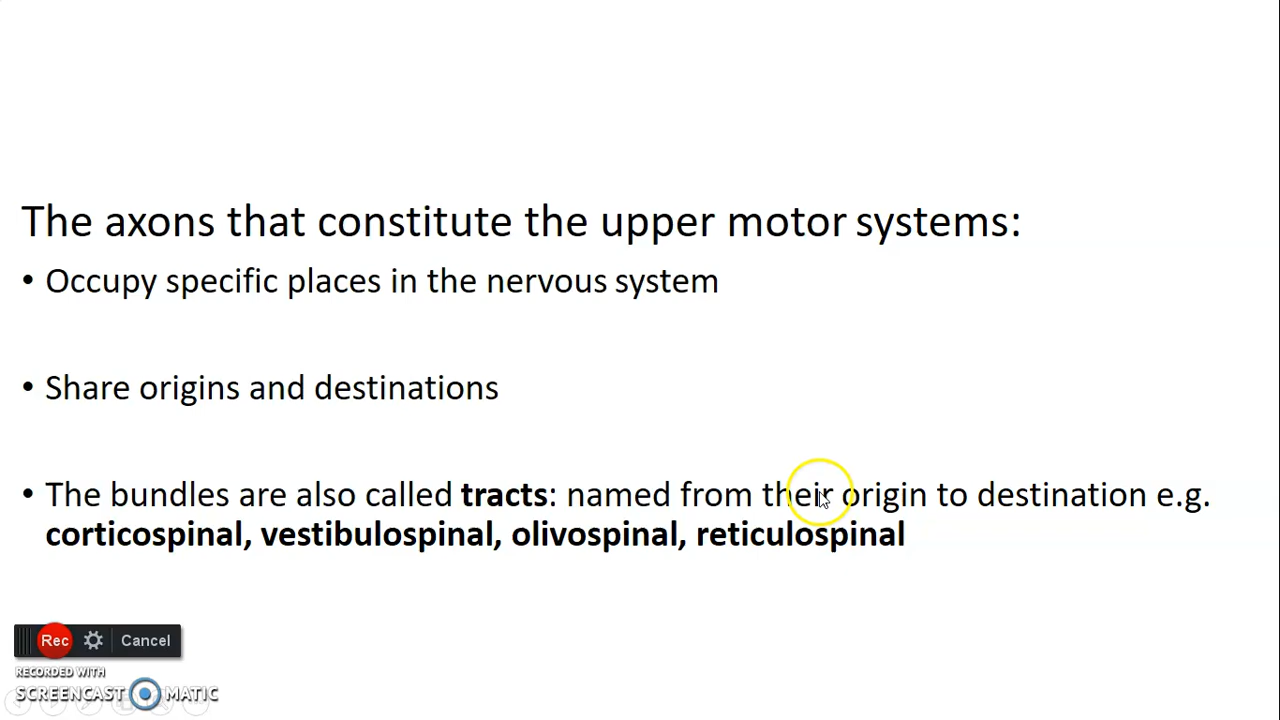 The axons that constitute the upper motor systems:
• Occupy specific places in the nervous system
• Share origins and destinations
• The bundles are also called tracts: named from their origin to destination e.g.
corticospinal, vestibulospinal, olivospinal, reticulospinal
Rec Cancel
RECORDED WITH
SCREENCAST MATIC